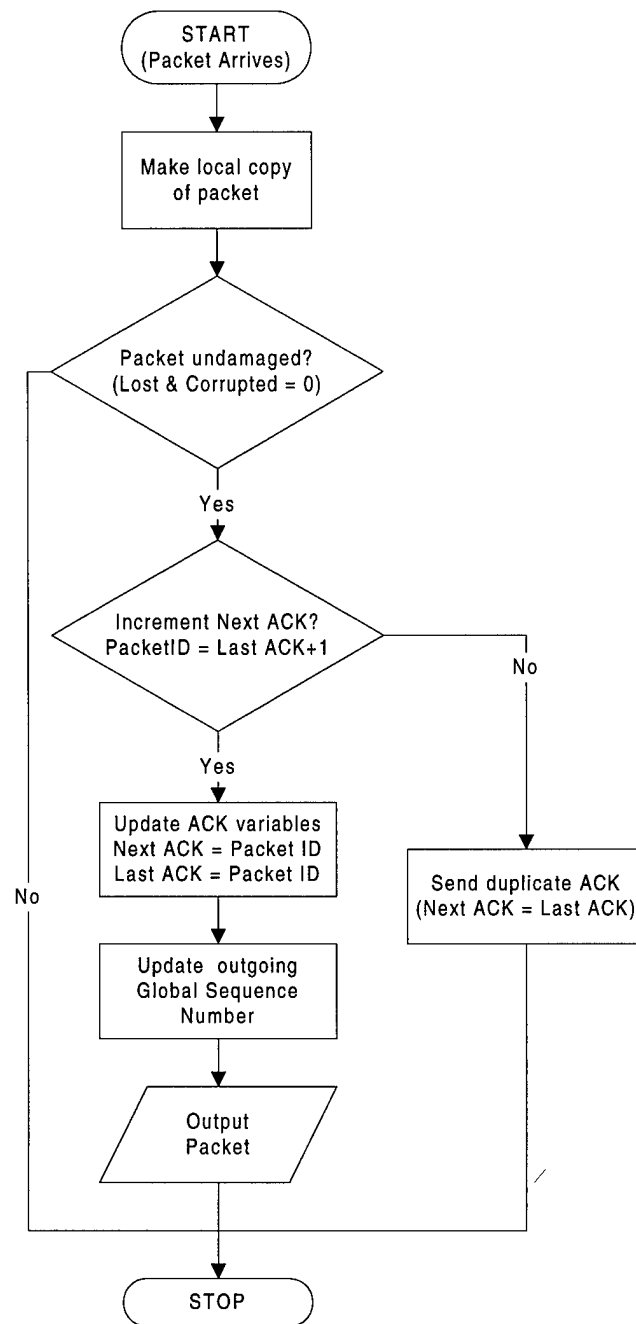 START
(Packet Arrives)
Make local copy
of packet
Packet undamaged?
(Lost & Corrupted = 0)
Yes
Increment Next ACK?
PacketID = Last ACK+1
No
Yes
Update ACK variables
Next ACK = Packet ID
Last ACK = Packet ID
Send duplicate ACK
(Next ACK = Last ACK)
No
Update outgoing
Global Sequence
Number
Output
Packet
STOP